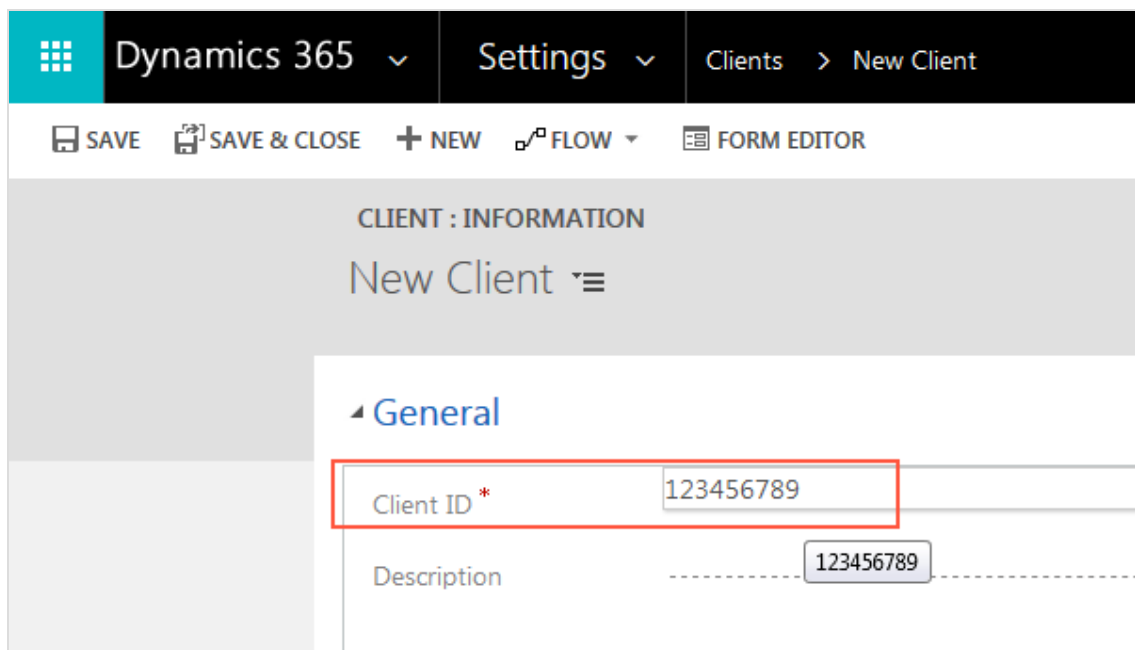 Dynamics 365 Settings Clients > New Client
SAVE SAVE & CLOSE NEW FLOW FORM EDITOR
CLIENT : INFORMATION
New Client
General
Client ID * 123456789
Description 123456789